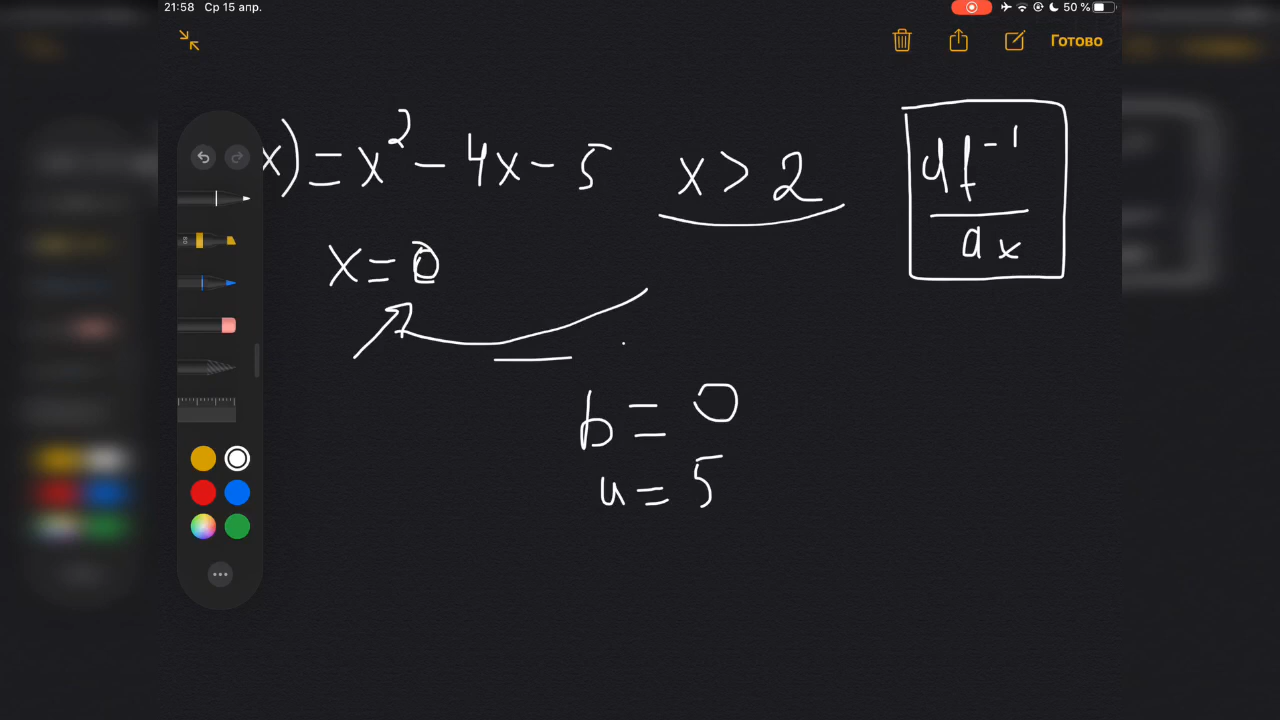 21:58 Ср 15 апр. 50 %
Готово
x) = x² - 4x - 5 x > 2
df⁻¹
dx
x = 0
b = 0
u = 5